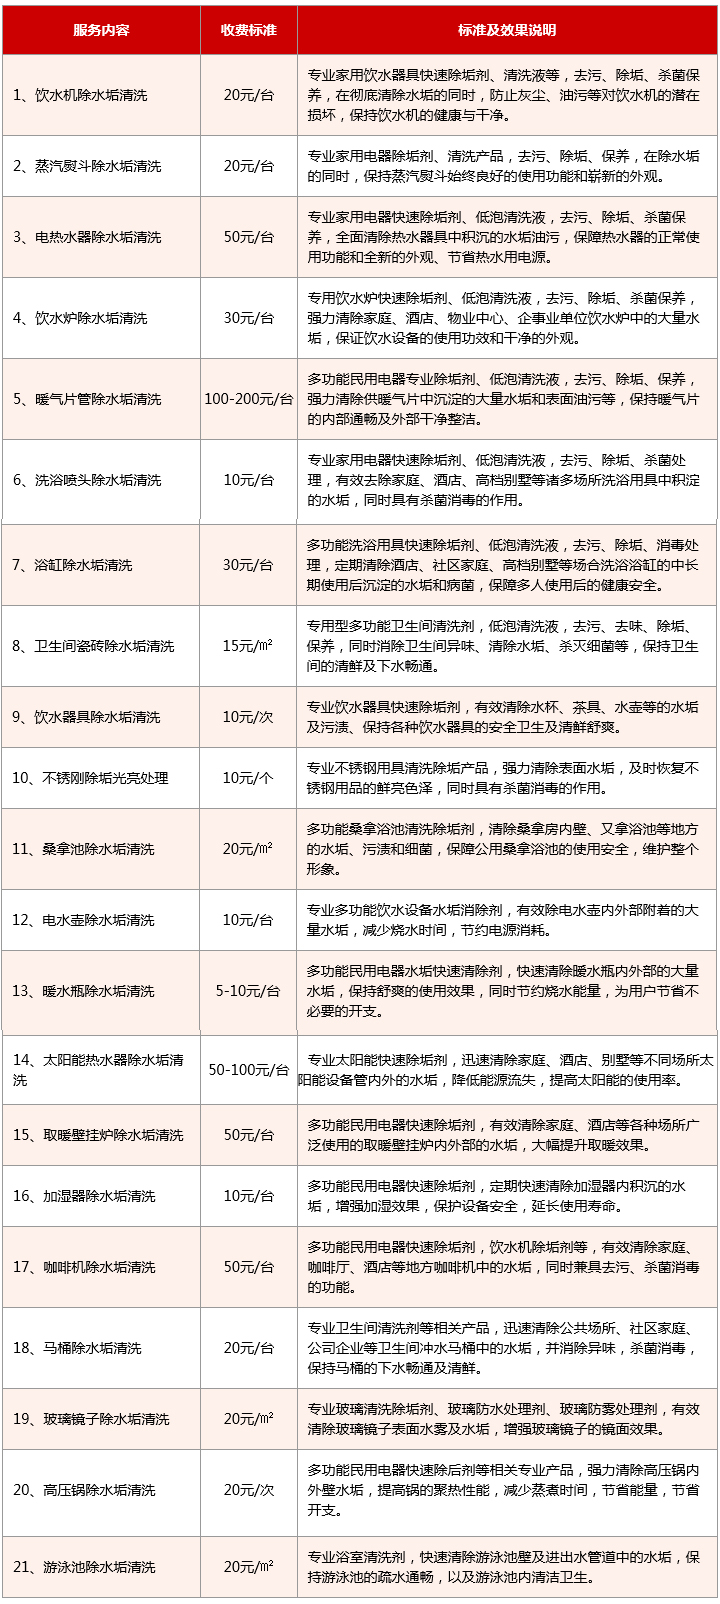 服务内容
收费标准
标准及效果说明
1、饮水机除水垢清洗
20元/台
专业家用饮水器具快速除垢剂、清洗液等，去污、除垢、杀菌保
养，在彻底清除水垢的同时，防止灰尘、油污等对饮水机的潜在
损坏，保持饮水机的健康与干净。
2、蒸汽熨斗除水垢清洗
20元/台
专业家用电器除垢剂、清洗产品，去污、除垢、保养，在除水垢
的同时，保持蒸汽熨斗始终良好的使用功能和崭新的外观。
3、电热水器除水垢清洗
50元/台
专业家用电器快速除垢剂、低泡清洗液，去污、除垢、杀菌保
养，全面清除热水器具中积沉的水垢油污，保障热水器的正常使
用功能和全新的外观、节省热水用电源。
4、饮水炉除水垢清洗
30元/台
专用饮水炉快速除垢剂、低泡清洗液，去污、除垢、杀菌保养，
强力清除家庭、酒店、物业中心、企事业单位饮水炉中的大量水
垢，保证饮水设备的使用功效和干净的外观。
5、暖气片管除水垢清洗
100-200元/台
多功能民用电器专业除垢剂、低泡清洗液，去污、除垢、保养，
强力清除供暖气片中沉淀的大量水垢和表面油污等，保持暖气片
的内部通畅及外部干净整洁。
6、洗浴喷头除水垢清洗
10元/台
专业家用电器快速除垢剂、低泡清洗液，去污、除垢、杀菌处
理，有效去除家庭、酒店、高档别墅等诸多场所洗浴用具中积淀
的水垢，同时具有杀菌消毒的作用。
7、浴缸除水垢清洗
30元/台
多功能洗浴用具快速除垢剂、低泡清洗液，去污、除垢、消毒处
理，定期清除酒店、社区家庭、高档别墅等场合洗浴浴缸的中长
期使用后沉淀的水垢和病菌，保障多人使用后的健康安全。
8、卫生间瓷砖除水垢清洗
15元/㎡
专用型多功能卫生间清洗剂，低泡清洗液，去污、去味、除垢、
保养，同时消除卫生间异味、清除水垢、杀灭细菌等，保持卫生
间的清鲜及下水畅通。
9、饮水器具除水垢清洗
10元/次
专业饮水器具快速除垢剂，有效清除水杯、茶具、水壶等的水垢
及污渍、保持各种饮水器具的安全卫生及清鲜舒爽。
10、不锈刚除垢光亮处理
10元/个
专业不锈钢用具清洗除垢产品，强力清除表面水垢，及时恢复不
锈钢用品的鲜亮色泽，同时具有杀菌消毒的作用。
11、桑拿池除水垢清洗
20元/㎡
多功能桑拿浴池清洗除垢剂，清除桑拿房内壁、又拿浴池等地方
的水垢、污渍和细菌，保障公用桑拿浴池的使用安全，维护整个
形象。
12、电水壶除水垢清洗
10元/台
专业多功能饮水设备水垢消除剂，有效除电水壶内外部附着的大
量水垢，减少烧水时间，节约电源消耗。
13、暖水瓶除水垢清洗
5-10元/台
多功能民用电器水垢快速清除剂，快速清除暖水瓶内外部的大量
水垢，保持舒爽的使用效果，同时节约烧水能量，为用户节省不
必要的开支。
14、太阳能热水器除水垢清
洗
50-100元/台
专业太阳能快速除垢剂，迅速清除家庭、酒店、别墅等不同场所太
阳能设备管内外的水垢，降低能源流失，提高太阳能的使用率。
15、取暖壁挂炉除水垢清洗
50元/台
多功能民用电器快速除垢剂，有效清除家庭、酒店等各种场所广
泛使用的取暖壁挂炉内外部的水垢，大幅提升取暖效果。
16、加湿器除水垢清洗
10元/台
多功能民用电器快速除垢剂，定期快速清除加湿器内积沉的水
垢，增强加湿效果，保护设备安全，延长使用寿命。
17、咖啡机除水垢清洗
50元/台
多功能民用电器快速除垢剂，饮水机除垢剂等，有效清除家庭、
咖啡厅、酒店等地方咖啡机中的水垢，同时兼具去污、杀菌消毒
的功能。
18、马桶除水垢清洗
20元/台
专业卫生间清洗剂等相关产品，迅速清除公共场所、社区家庭、
公司企业等卫生间冲水马桶中的水垢，并消除异味，杀菌消毒，
保持马桶的下水畅通及清鲜。
19、玻璃镜子除水垢清洗
20元/㎡
专业玻璃清洗除垢剂、玻璃防水处理剂、玻璃防雾处理剂，有效
清除玻璃镜子表面水雾及水垢，增强玻璃镜子的镜面效果。
20、高压锅除水垢清洗
20元/次
多功能民用电器快速除后剂等相关专业产品，强力清除高压锅内
外壁水垢，提高锅的聚热性能，减少蒸煮时间，节省能量，节省
开支。
21、游泳池除水垢清洗
20元/㎡
专业浴室清洗剂，快速清除游泳池壁及进出水管道中的水垢，保
持游泳池的疏水通畅，以及游泳池内清洁卫生。